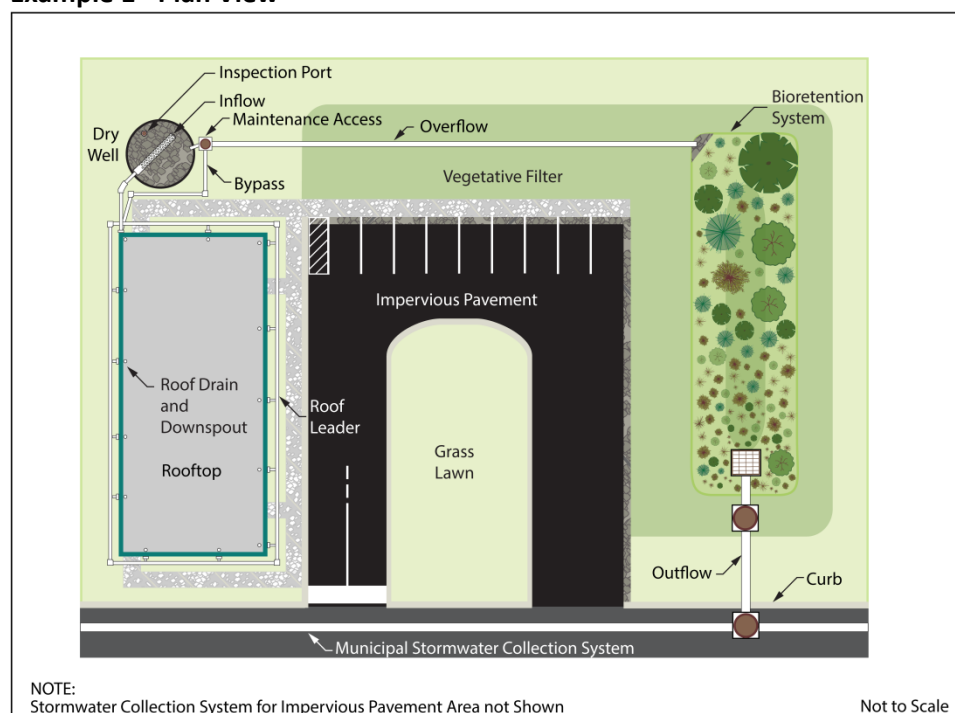 Example 1 - Plan View
Inspection Port
Inflow
Maintenance Access
Dry
Well
Overflow
Bioretention
System
Bypass
Vegetative Filter
Impervious Pavement
Roof Drain
and
Downspout
Roof
Leader
Rooftop
Grass
Lawn
Outflow
Curb
Municipal Stormwater Collection System
NOTE:
Stormwater Collection System for Impervious Pavement Area not Shown
Not to Scale